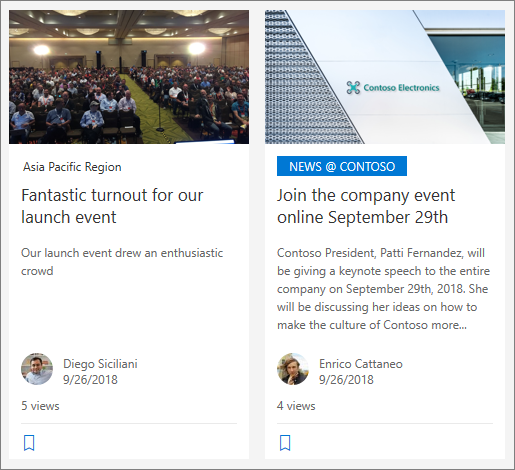 Asia Pacific Region
Fantastic turnout for our
launch event
Our launch event drew an enthusiastic
crowd
Diego Siciliani
9/26/2018
5 views
Contoso Electronics
NEWS @ CONTOSO
Join the company event
online September 29th
Contoso President, Patti Fernandez, will
be giving a keynote speech to the entire
company on September 29th, 2018. She
will be discussing her ideas on how to
make the culture of Contoso more...
Enrico Cattaneo
9/26/2018
4 views